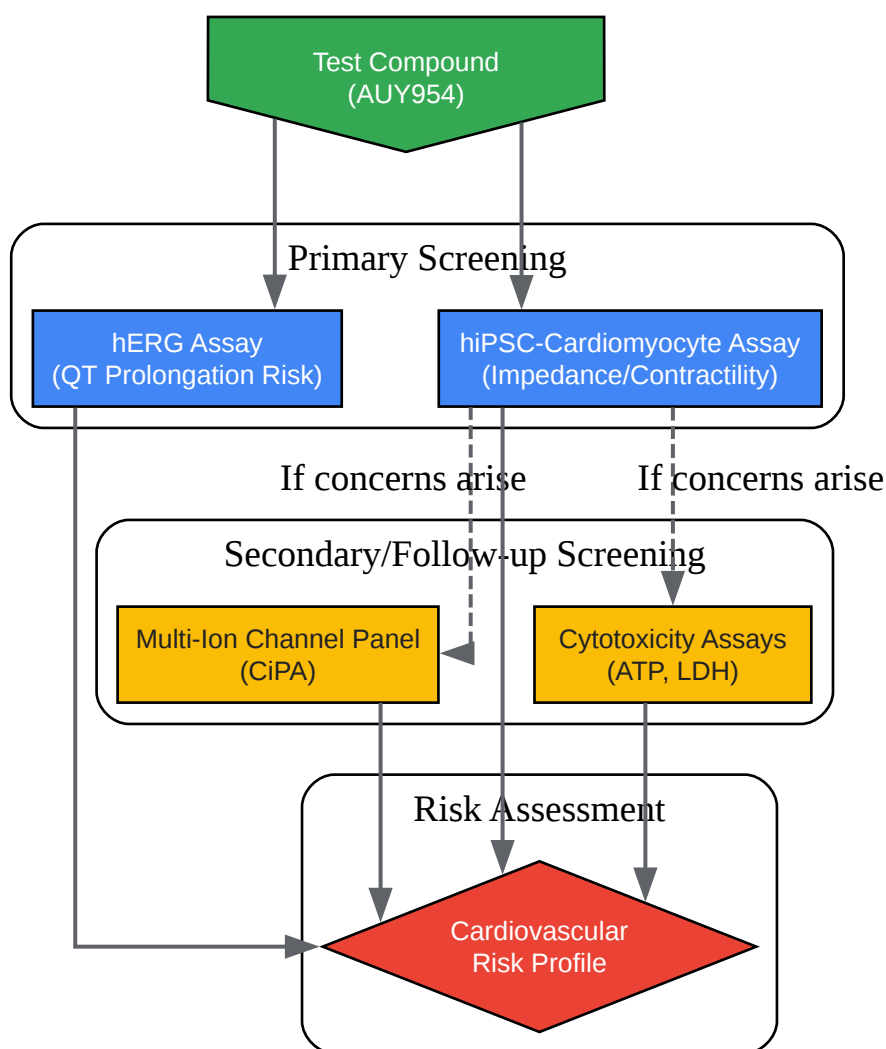 Test Compound
(AUY954)
Primary Screening
hERG Assay
(QT Prolongation Risk)
hiPSC-Cardiomyocyte Assay
(Impedance/Contractility)
If concerns arise
If concerns arise
Secondary/Follow-up Screening
Multi-Ion Channel Panel
(CiPA)
Cytotoxicity Assays
(ATP, LDH)
Risk Assessment
Cardiovascular
Risk Profile